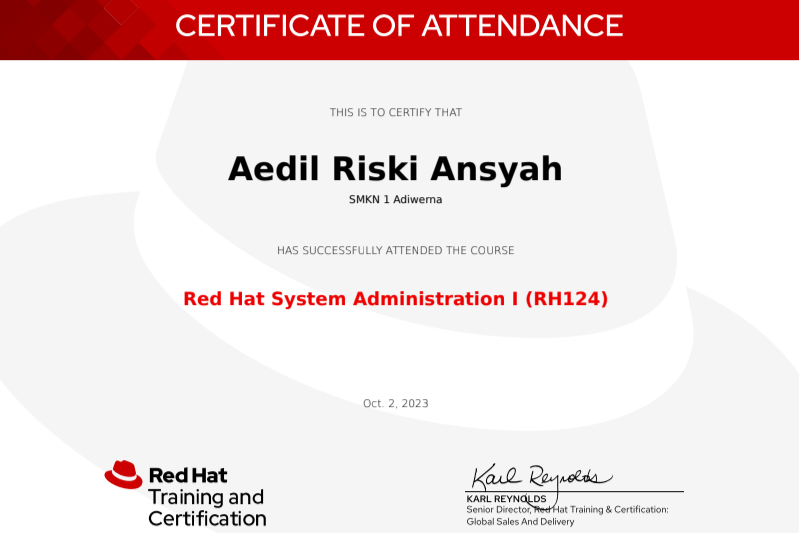 CERTIFICATE OF ATTENDANCE
THIS IS TO CERTIFY THAT
Aedil Riski Ansyah
SMKN 1 Adiwerna
HAS SUCCESSFULLY ATTENDED THE COURSE
Red Hat System Administration I (RH124)
Oct. 2, 2023
Red Hat
Training and
Certification
Karl Reynolds
KARL REYNOLDS
Senior Director, Red Hat Training & Certification:
Global Sales And Delivery